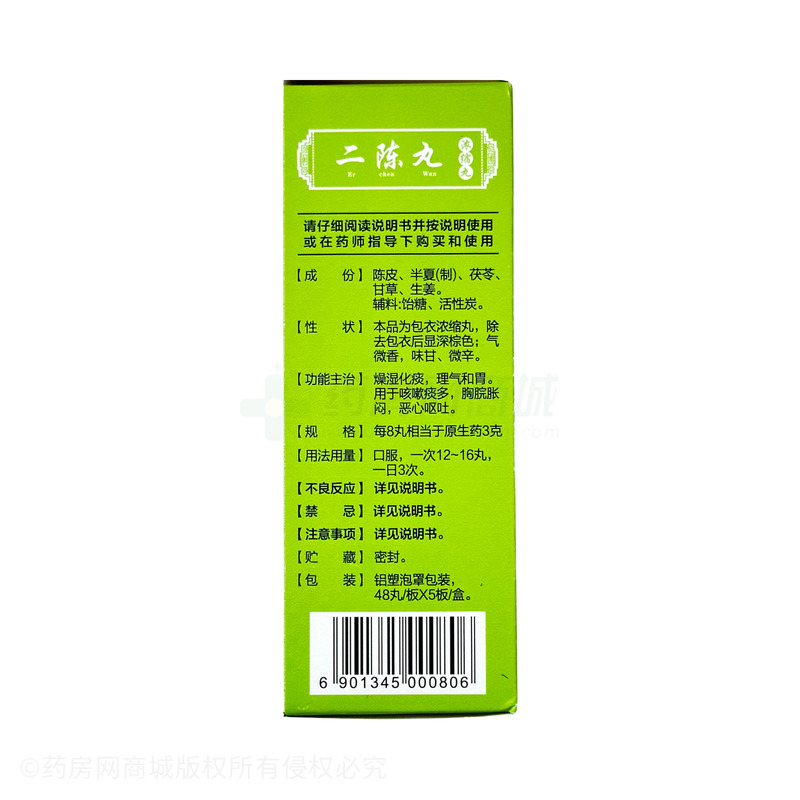 二陈丸
浓缩丸
Er chen Wan
请仔细阅读说明书并按说明使用
或在药师指导下购买和使用
【成 份】陈皶、半夏(制)、茯苓、
甘草、生姜。
辅料:饴糖、活性炭。
【性 状】本品为包衣浓缩丸，除
去包衣后显深棕色；气
微香，味甘、微辛。
【功能主治】燥湿化痰，理气和胃。
用于咳嗽痰多，胸脘胀
闷，恶心呕吐。
【规 格】每8丸相当于原生药3克
【用法用量】口服，一次12~16丸，
一日3次。
【不良反应】详见说明书。
【禁 忌】详见说明书。
【注意事项】详见说明书。
【贮 藏】密封。
【包 装】铝塑泡罩包装，
48丸/板X5板/盒。
6 901345 000806
©药房网商城版权所有侵权必究